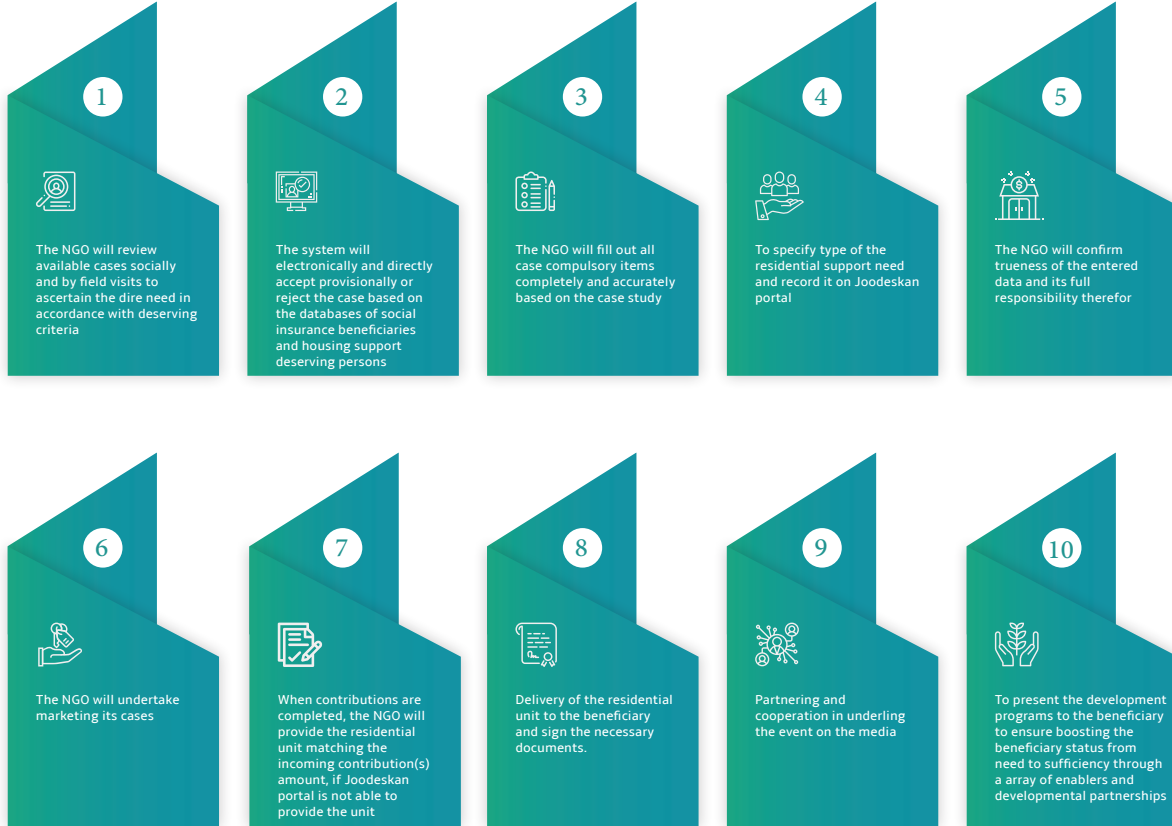 1
The NGO will review
available cases socially
and by field visits to
ascertain the dire need in
accordance with deserving
criteria
2
The system will
electronically and directly
accept provisionally or
reject the case based on
the databases of social
insurance beneficiaries
and housing support
deserving persons
3
The NGO will fill out all
case compulsory items
completely and accurately
based on the case study
4
To specify type of the
residential support need
and record it on Joodeskan
portal
5
The NGO will confirm
trueness of the entered
data and its full
responsibility therefor
6
The NGO will undertake
marketing its cases
7
When contributions are
completed, the NGO will
provide the residential
unit matching the
incoming contribution(s)
amount, if Joodeskan
portal is not able to
provide the unit
8
Delivery of the residential
unit to the beneficiary
and sign the necessary
documents.
9
Partnering and
cooperation in underling
the event on the media
10
To present the development
programs to the beneficiary
to ensure boosting the
beneficiary status from
need to sufficiency through
a array of enablers and
developmental partnerships